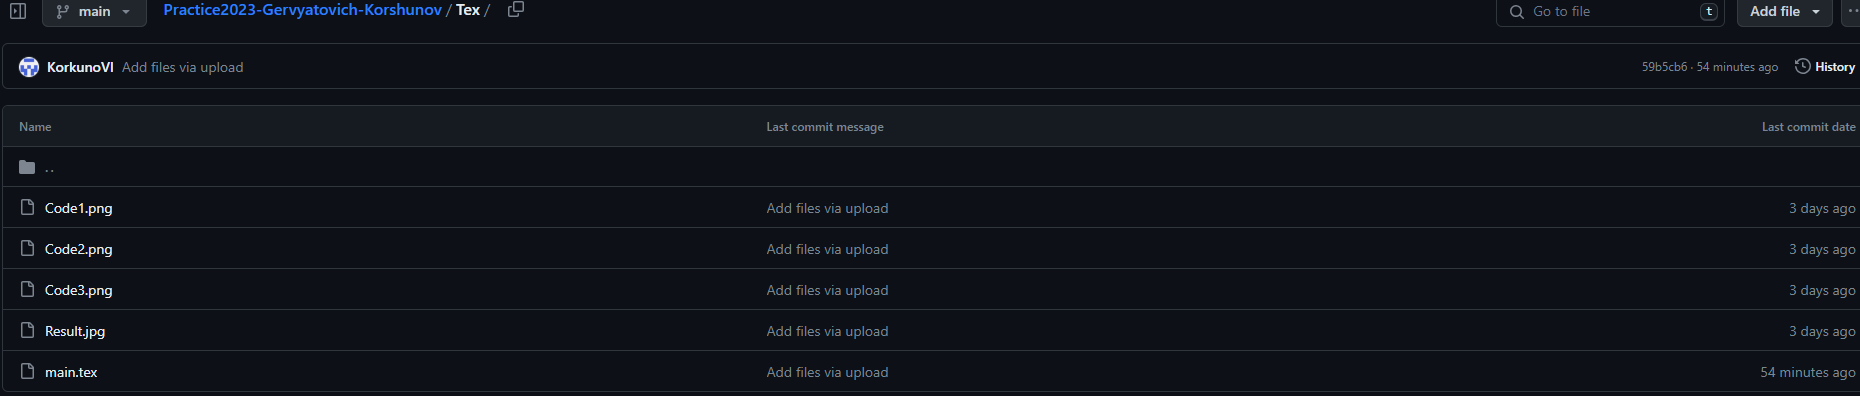 main Practice2023-Gervyatovich-Korshunov / Tex / Go to file t Add file
KorkunoVl Add files via upload 59b5cb6 · 54 minutes ago History
Name Last commit message Last commit date
..
Code1.png Add files via upload 3 days ago
Code2.png Add files via upload 3 days ago
Code3.png Add files via upload 3 days ago
Result.jpg Add files via upload 3 days ago
main.tex Add files via upload 54 minutes ago